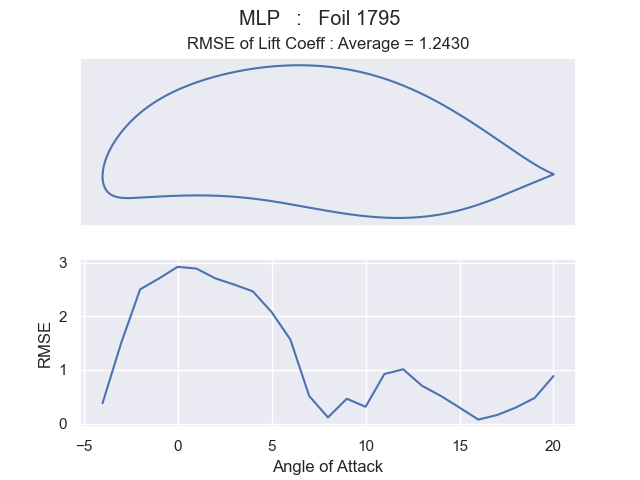 MLP   :   Foil 1795
RMSE of Lift Coeff : Average = 1.2430
3
2
1
0
RMSE
−5
0
5
10
15
20
Angle of Attack